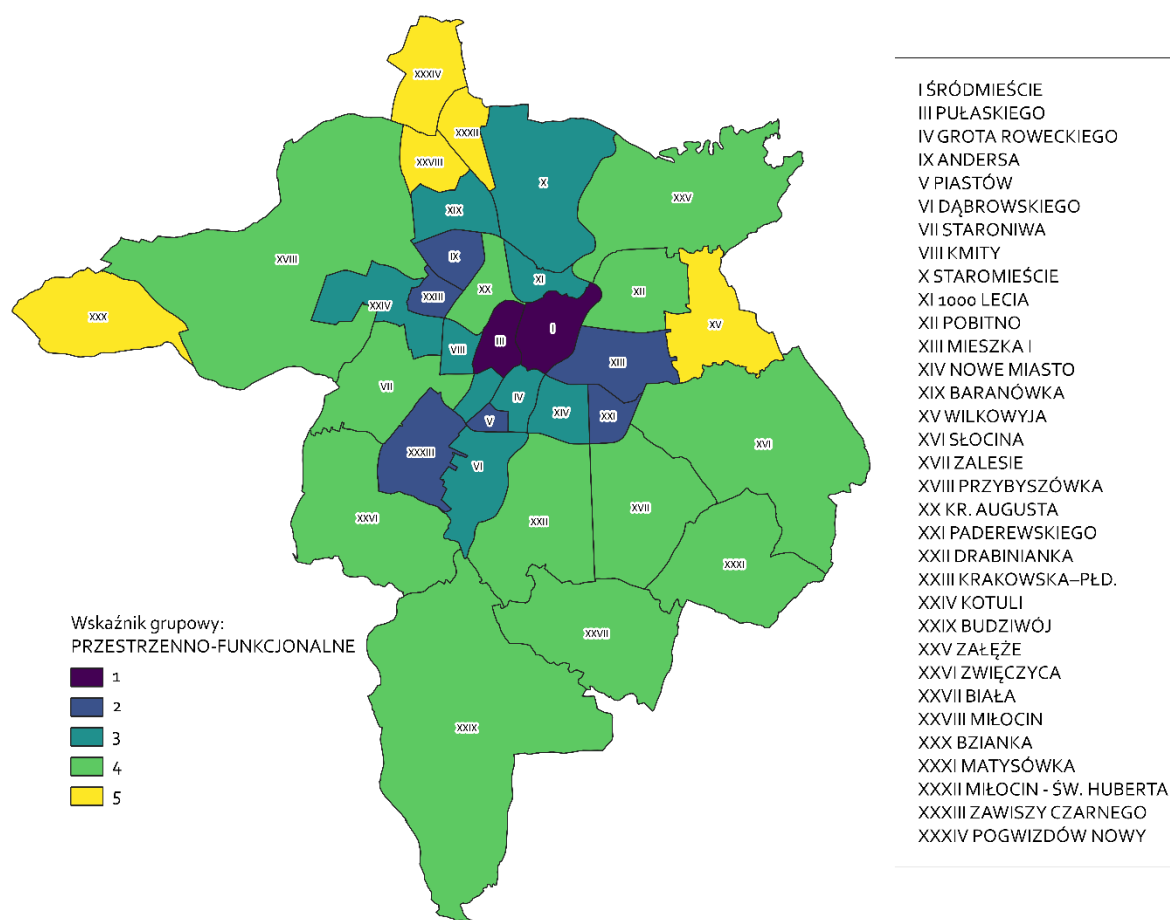 XXXIV
XXXII
XXVIII
X
XXV
XIX
IX
XVIII
XI
XX
XII
XXIII
XXIV
XXX
XV
I
III
VIII
XIII
VII
IV
XIV
V
XXI
XXXIII
XVI
VI
XVII
XXVI
XXII
XXXI
XXVII
XXIX
Wskaźnik grupowy:
PRZESTRZENNO-FUNKCJONALNE
1
2
3
4
5
I ŚRÓDMIEŚCIE
III PUŁASKIEGO
IV GROTA ROWECKIEGO
IX ANDERSA
V PIASTÓW
VI DĄBROWSKIEGO
VII STARONIWA
VIII KMITY
X STAROMIEŚCIE
XI 1000 LECIA
XII POBITNO
XIII MIESZKA I
XIV NOWE MIASTO
XIX BARANÓWKA
XV WILKOWYJA
XVI SŁOCINA
XVII ZALESIE
XVIII PRZYBYSZÓWKA
XX KR. AUGUSTA
XXI PADEREWSKIEGO
XXII DRABINIANKA
XXIII KRAKOWSKA–PŁD.
XXIV KOTULI
XXIX BUDZIWÓJ
XXV ZAŁĘŻE
XXVI ZWIĘCZYCA
XXVII BIAŁA
XXVIII MIŁOCIN
XXX BZIANKA
XXXI MATYSÓWKA
XXXII MIŁOCIN - ŚW. HUBERTA
XXXIII ZAWISZY CZARNEGO
XXXIV POGWIZDÓW NOWY